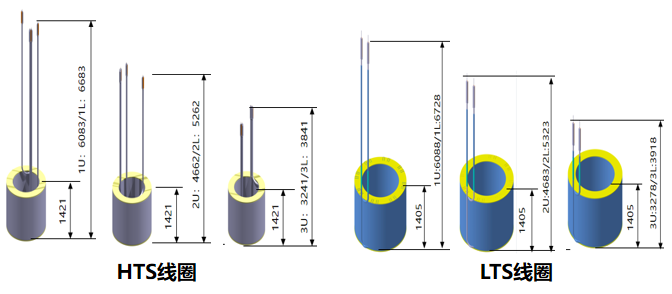 1U: 6083/1L: 6683
1421
2U: 4662/2L: 5262
1421
3U: 3241/3L: 3841
1421
1U:6088/1L:6728
1405
2U:4683/2L:5323
1405
3U:3278/3L:3918
1405
HTS线圈
LTS线圈